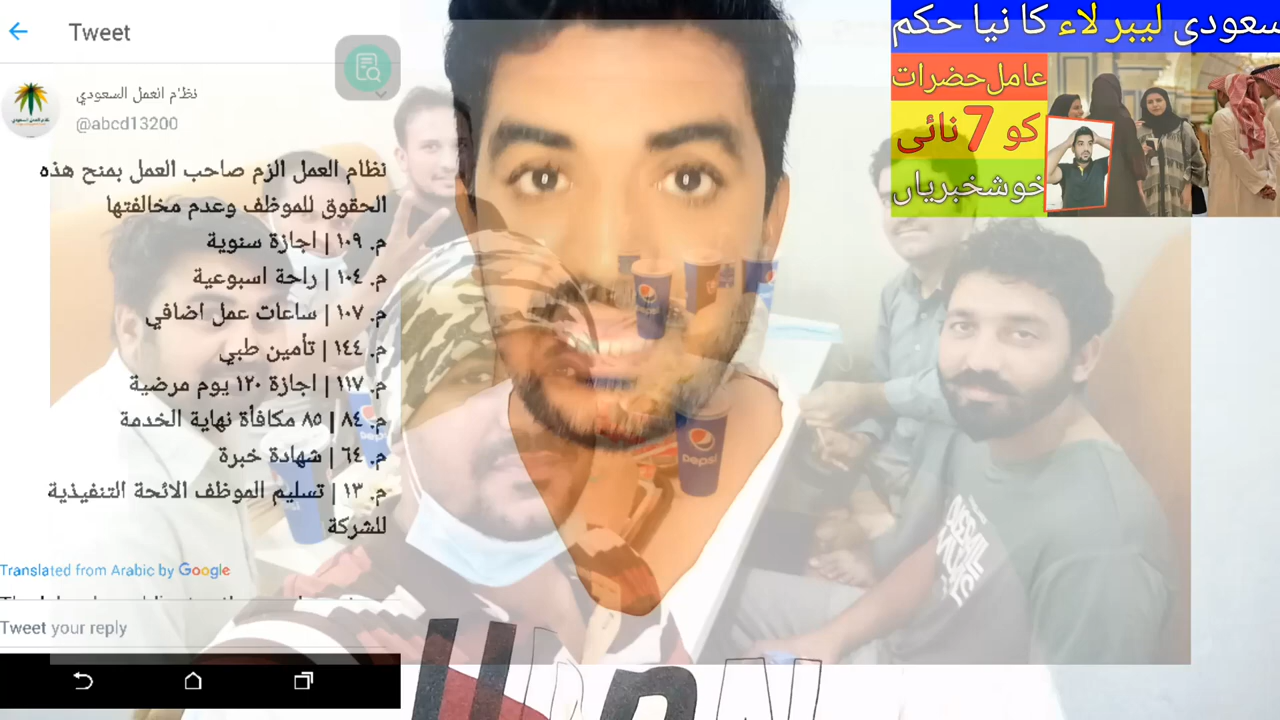 Tweet
نظام العمل السعودي
@abcd13200
نظام العمل الزم صاحب العمل بمنح هذه
الحقوق للموظف وعدم مخالفتها
م. ١٠٩ | اجازة سنوية
م. ١٠٤ | راحة اسبوعية
م. ١٠٧ | ساعات عمل اضافي
م. ١٤٤ | تأمين طبي
م. ١١٧ | اجازة ١٢٠ يوم مرضية
م. ٨٤ | ٨٥ مكافأة نهاية الخدمة
م. ٦٤ | شهادة خبرة
م. ١٣ | تسليم الموظف الائحة التنفيذية
للشركة
Translated from Arabic by Google
Tweet your reply
سعودی لیبر لاء کا نیا حکم
عامل حضرات
کو 7 نائی
خوشخبریاں
pepsi
pepsi